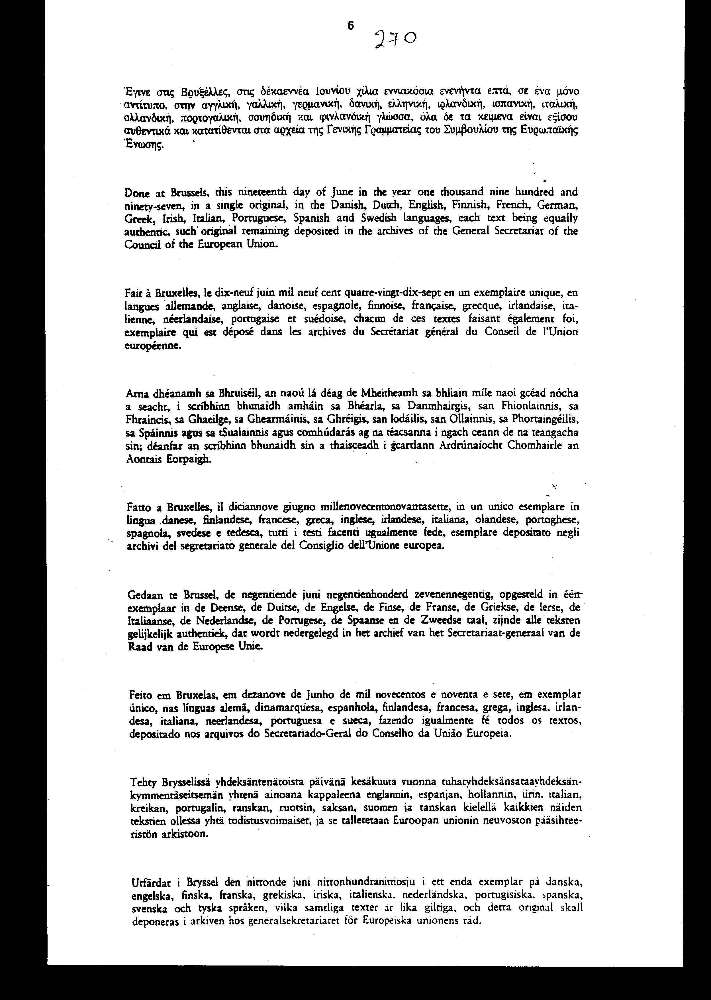 6
270
Έγινε στις Βρυξέλλες, στις δέκαεννέα Ιουνίου χίλια εννιακόσια ενενήντα επτά, σε ένα μόνο
αντίτυπο, στην αγγλική, γαλλική, γερμανική, δανική, ελληνική, ιρλανδική, ισπανική, ιταλική,
ολλανδική, πορτογαλική, σουηδική και φινλανδική γλώσσα, όλα δε τα κείμενα είναι εξίσου
αυθεντικά και κατατίθενται στα αρχεία της Γενικής Γραμματείας του Συμβουλίου της Ευρωπαϊκής
Ένωσης.
Done at Brussels, this nineteenth day of June in the year one thousand nine hundred and
ninety-seven, in a single original, in the Danish, Dutch, English, Finnish, French, German,
Greek, Irish, Italian, Portuguese, Spanish and Swedish languages, each text being equally
authentic, such original remaining deposited in the archives of the General Secretariat of the
Council of the European Union.
Fait à Bruxelles, le dix-neuf juin mil neuf cent quatre-vingt-dix-sept en un exemplaire unique, en
langues allemande, anglaise, danoise, espagnole, finnoise, française, grecque, irlandaise, ita-
lienne, néerlandaise, portugaise et suédoise, chacun de ces textes faisant également foi,
exemplaire qui est déposé dans les archives du Secrétariat général du Conseil de l'Union
européenne.
Arna dhéanamh sa Bhruiséil, an naoú lá déag de Mheitheamh sa bhliain míle naoi gcéad nócha
a seacht, i scríbhinn bhunaidh amháin sa Bhéarla, sa Danmhairgis, san Fhionlainnis, sa
Fhraincis, sa Ghaeilge, sa Ghearmáinis, sa Ghréigis, san Iodáilis, san Ollainnis, sa Phortaingéilis,
sa Spáinnis agus sa tSualainnis agus comhúdarás ag na téacsanna i ngach ceann de na teangacha
sin; déanfar an scríbhinn bhunaidh sin a thaisceadh i gcartlann Ardrúnaíocht Chomhairle an
Aontais Eorpaigh.
Fatto a Bruxelles, il diciannove giugno millenovecentonovantasette, in un unico esemplare in
lingua danese, finlandese, francese, greca, inglese, irlandese, italiana, olandese, portoghese,
spagnola, svedese e tedesca, tutti i testi facenti ugualmente fede, esemplare depositato negli
archivi del segretariato generale del Consiglio dell'Unione europea.
Gedaan te Brussel, de negentiende juni negentienhonderd zevenennegentig, opgesteld in één
exemplaar in de Deense, de Duitse, de Engelse, de Finse, de Franse, de Griekse, de Ierse, de
Italiaanse, de Nederlandse, de Portugese, de Spaanse en de Zweedse taal, zijnde alle teksten
gelijkelijk authentiek, dat wordt nedergelegd in het archief van het Secretariaat-generaal van de
Raad van de Europese Unie.
Feito em Bruxelas, em dezanove de Junho de mil novecentos e noventa e sete, em exemplar
único, nas línguas alemã, dinamarquesa, espanhola, finlandesa, francesa, grega, inglesa, irlan-
desa, italiana, neerlandesa, portuguesa e sueca, fazendo igualmente fé todos os textos,
depositado nos arquivos do Secretariado-Geral do Conselho da União Europeia.
Tehty Brysselissä yhdeksäntenätoista päivänä kesäkuuta vuonna tuhatyhdeksänsataayhdeksän-
kymmentäseitsemän yhtenä ainoana kappaleena englannin, espanjan, hollannin, iirin, italian,
kreikan, portugalin, ranskan, ruotsin, saksan, suomen ja tanskan kielellä kaikkien näiden
tekstien ollessa yhtä todistusvoimaiset, ja se talletetaan Euroopan unionin neuvoston pääsihtee-
ristön arkistoon.
Utfärdat i Bryssel den nittonde juni nittonhundranittiosju i ett enda exemplar på danska,
engelska, finska, franska, grekiska, iriska, italienska, nederländska, portugisiska, spanska,
svenska och tyska språken, vilka samtliga texter är lika giltiga, och detta original skall
deponeras i arkiven hos generalsekretariatet för Europeiska unionens råd.